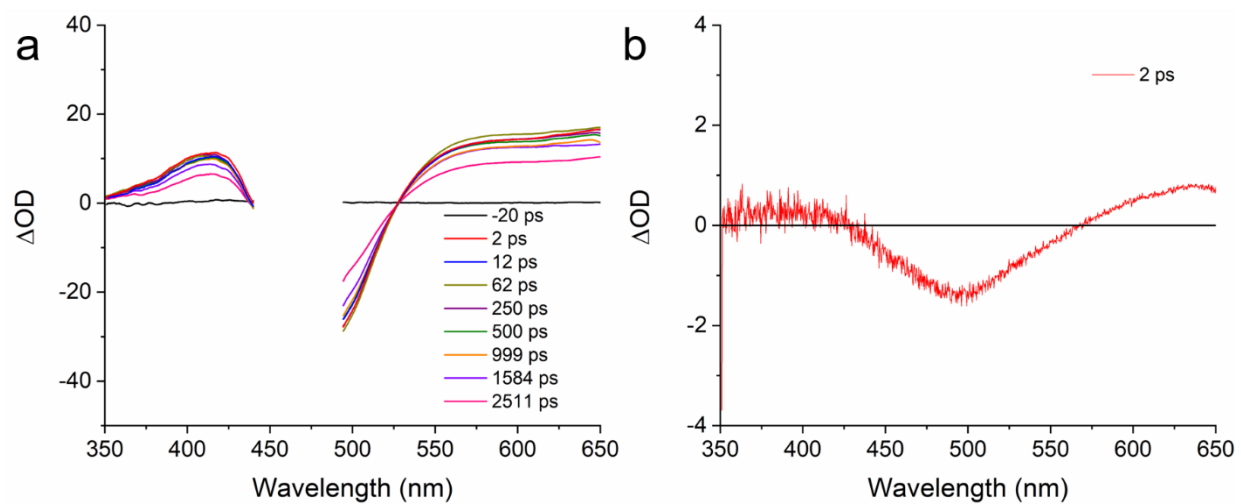 a
40
20
0
-20
-40
ΔOD
350 400 450 500 550 600 650
Wavelength (nm)
-20 ps
2 ps
12 ps
62 ps
250 ps
500 ps
999 ps
1584 ps
2511 ps
b
4
2
0
-2
-4
ΔOD
350 400 450 500 550 600 650
Wavelength (nm)
2 ps